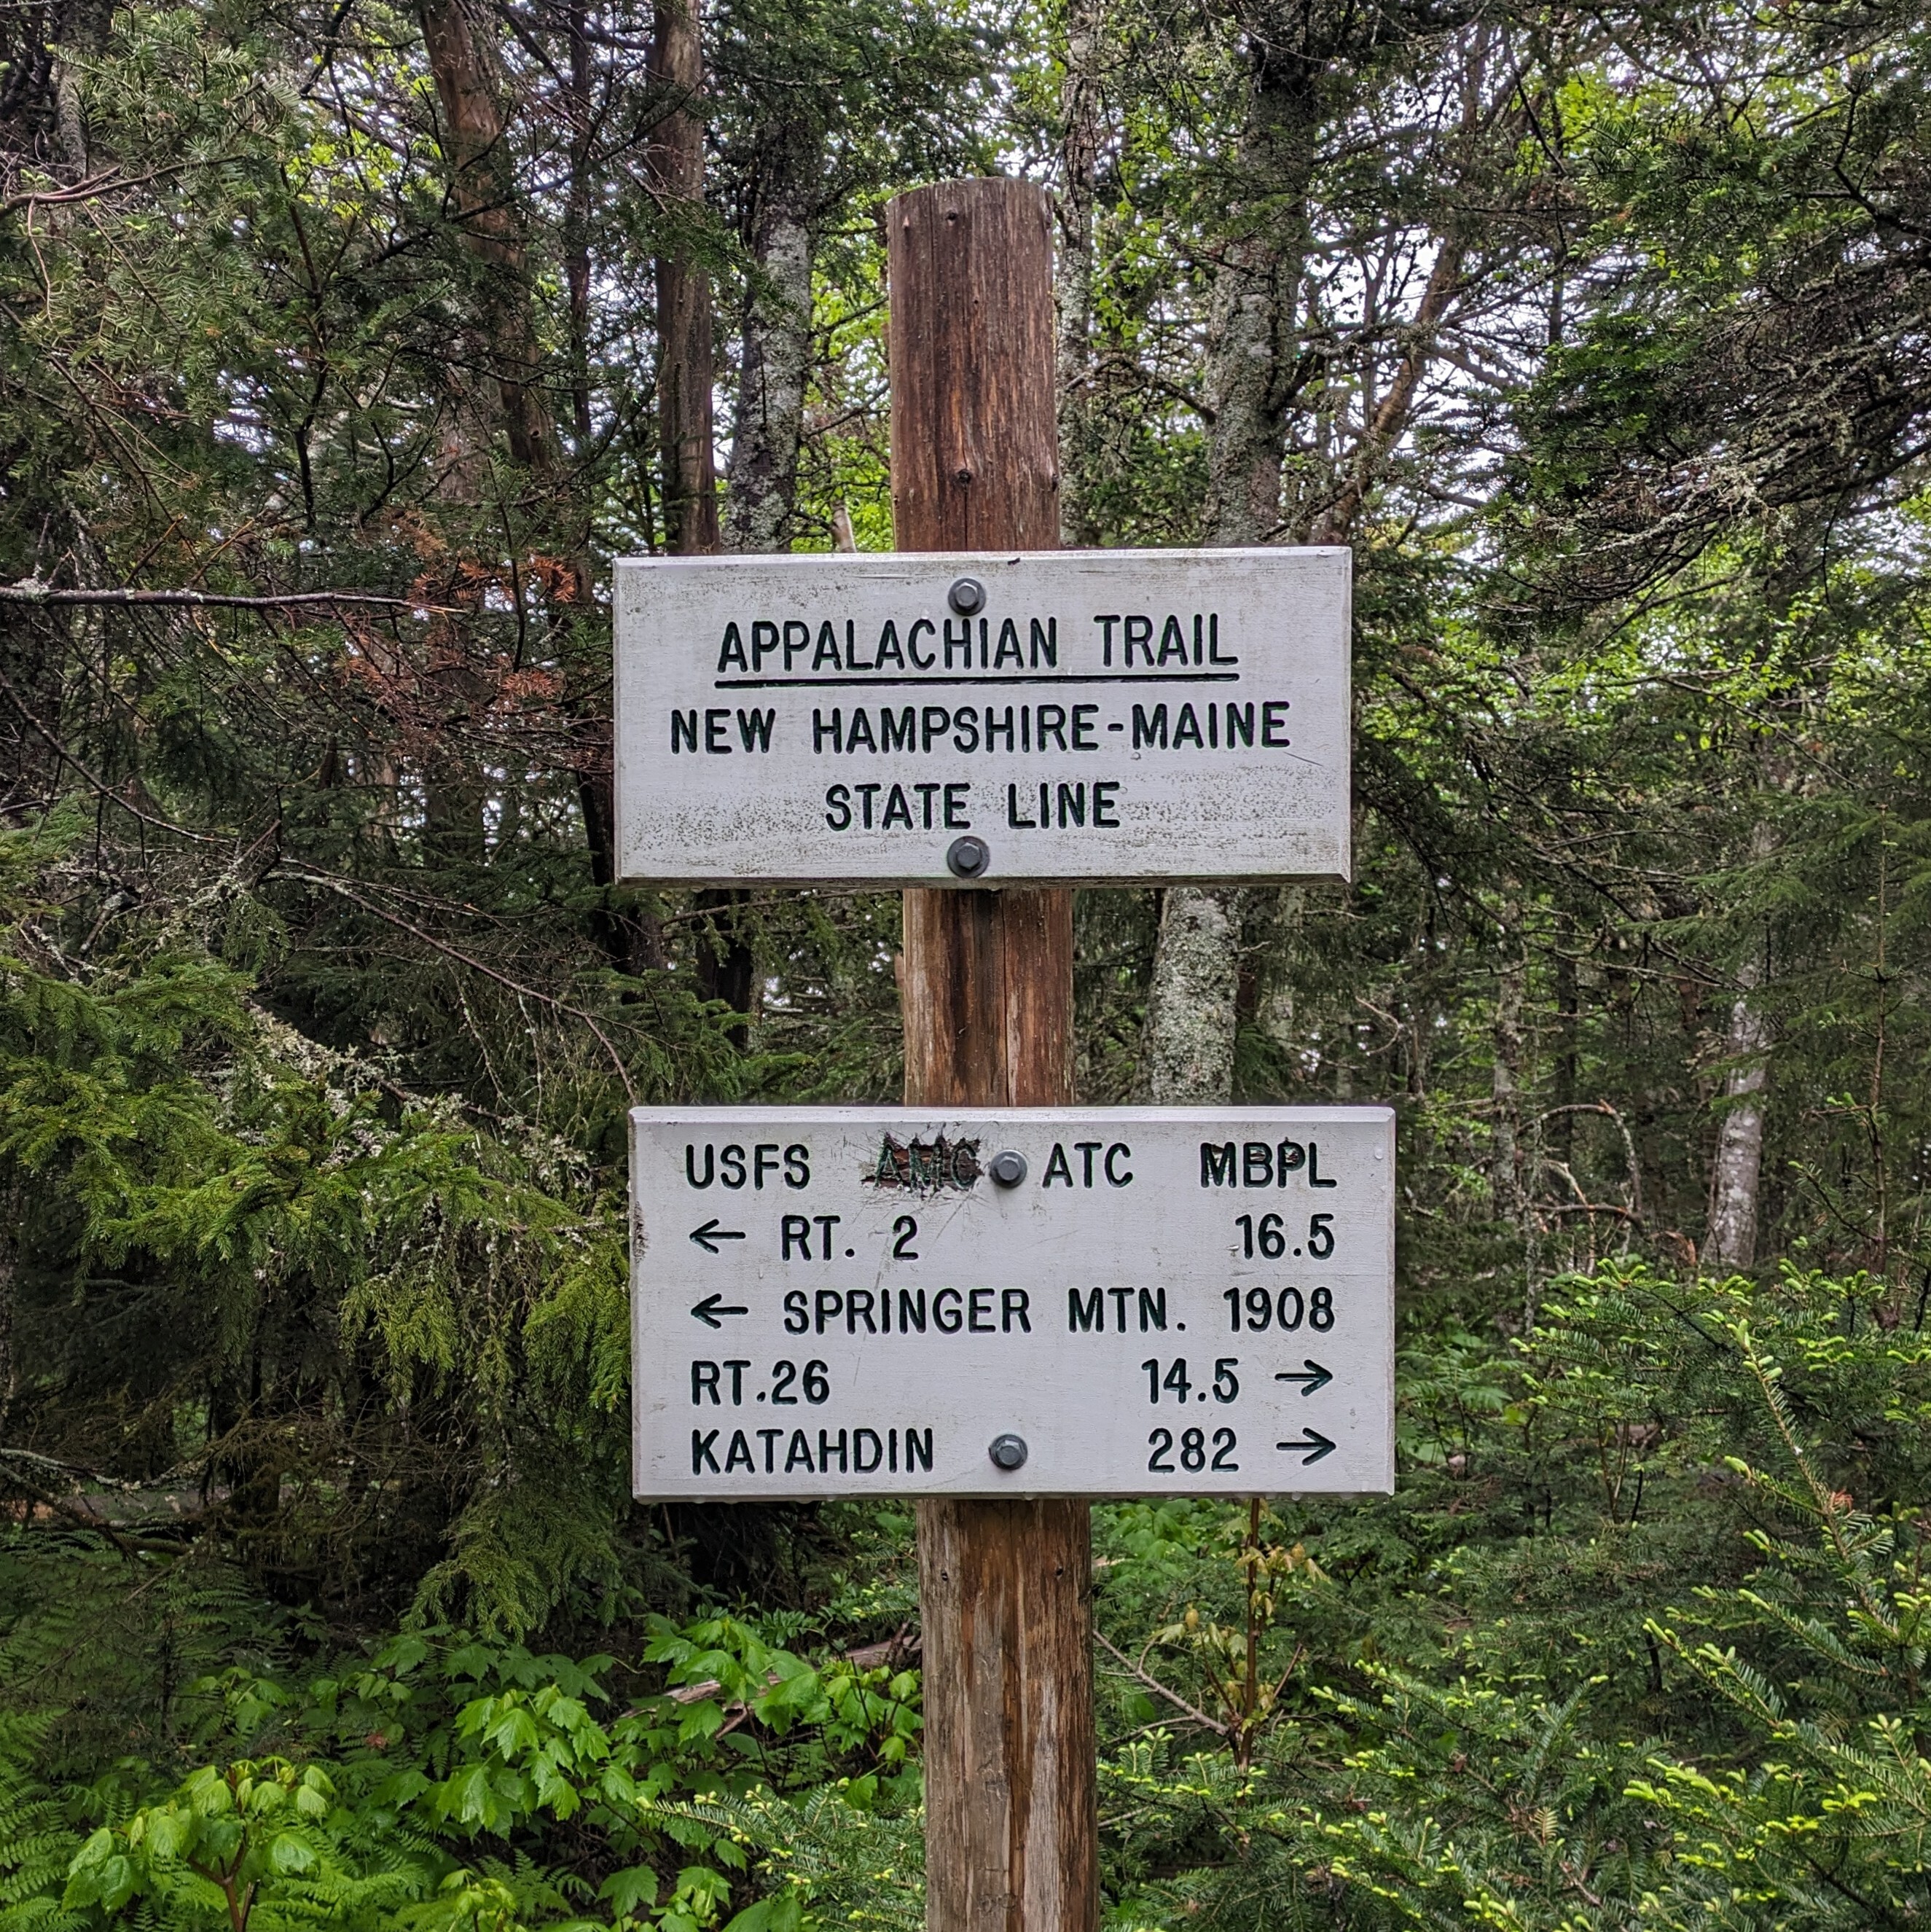 APPALACHIAN TRAIL
NEW HAMPSHIRE-MAINE
STATE LINE
USFS AMC ATC MBPL
← RT. 2 16.5
← SPRINGER MTN. 1908
RT.26 14.5 →
KATAHDIN 282 →